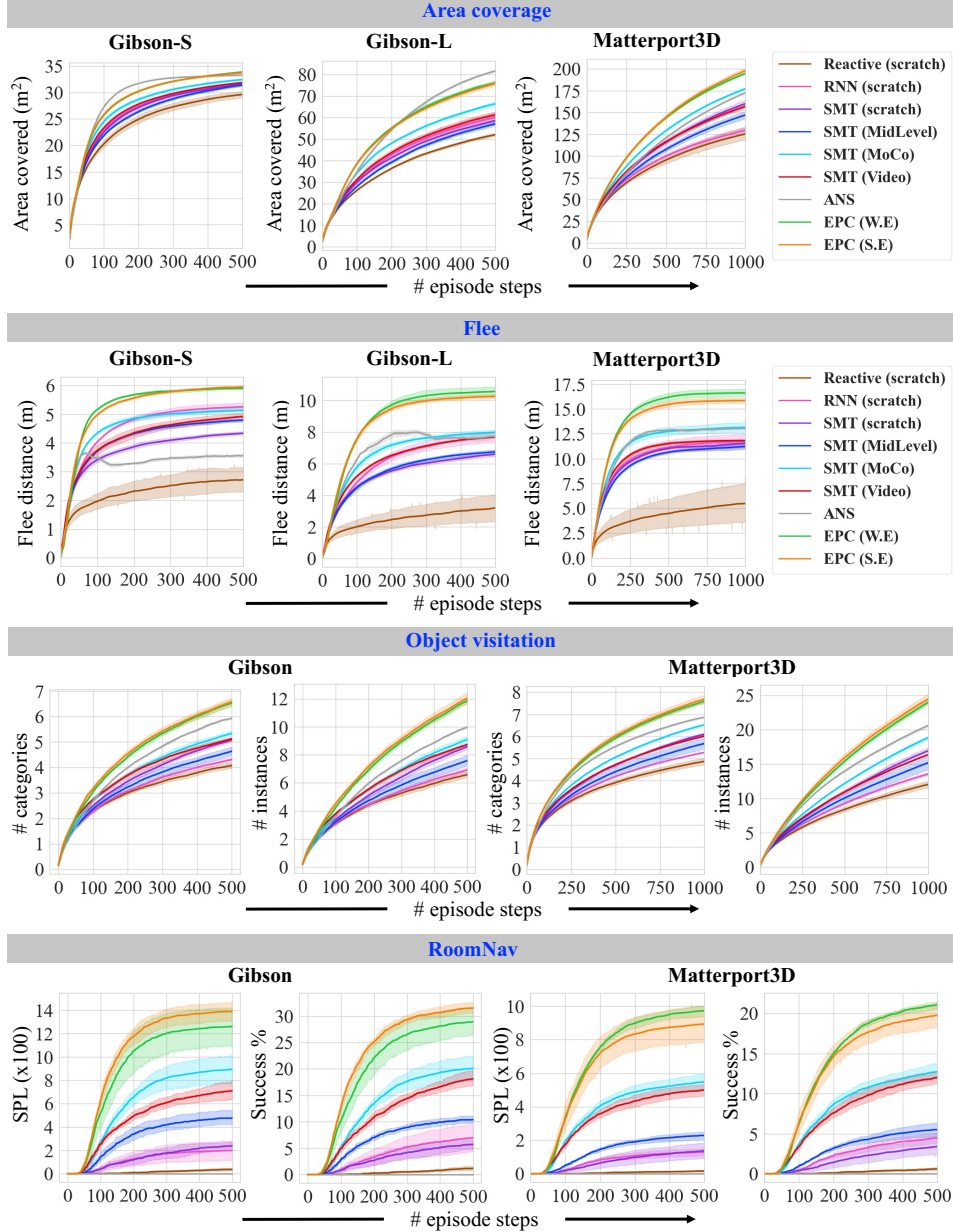 Area coverage
Gibson-S
Gibson-L
Matterport3D
Area covered (m²)
35
30
25
20
15
10
5
0 100 200 300 400 500
Area covered (m²)
80
70
60
50
40
30
20
10
0
0 100 200 300 400 500
Area covered (m²)
200
175
150
125
100
75
50
25
0
0 250 500 750 1000
# episode steps
Reactive (scratch)
RNN (scratch)
SMT (scratch)
SMT (MidLevel)
SMT (MoCo)
SMT (Video)
ANS
EPC (W.E)
EPC (S.E)
Flee
Gibson-S
Gibson-L
Matterport3D
Flee distance (m)
6
5
4
3
2
1
0
0 100 200 300 400 500
Flee distance (m)
10
8
6
4
2
0
0 100 200 300 400 500
Flee distance (m)
17.5
15.0
12.5
10.0
7.5
5.0
2.5
0.0
0 250 500 750 1000
# episode steps
Reactive (scratch)
RNN (scratch)
SMT (scratch)
SMT (MidLevel)
SMT (MoCo)
SMT (Video)
ANS
EPC (W.E)
EPC (S.E)
Object visitation
Gibson
Matterport3D
# categories
7
6
5
4
3
2
1
0
0 100 200 300 400 500
# instances
12
10
8
6
4
2
0
0 100 200 300 400 500
# categories
8
7
6
5
4
3
2
1
0
0 250 500 750 1000
# instances
25
20
15
10
5
0
0 250 500 750 1000
# episode steps
RoomNav
Gibson
Matterport3D
SPL (x100)
14
12
10
8
6
4
2
0
0 100 200 300 400 500
Success %
30
25
20
15
10
5
0
0 100 200 300 400 500
SPL (x100)
10
8
6
4
2
0
0 100 200 300 400 500
Success %
20
15
10
5
0
0 100 200 300 400 500
# episode steps